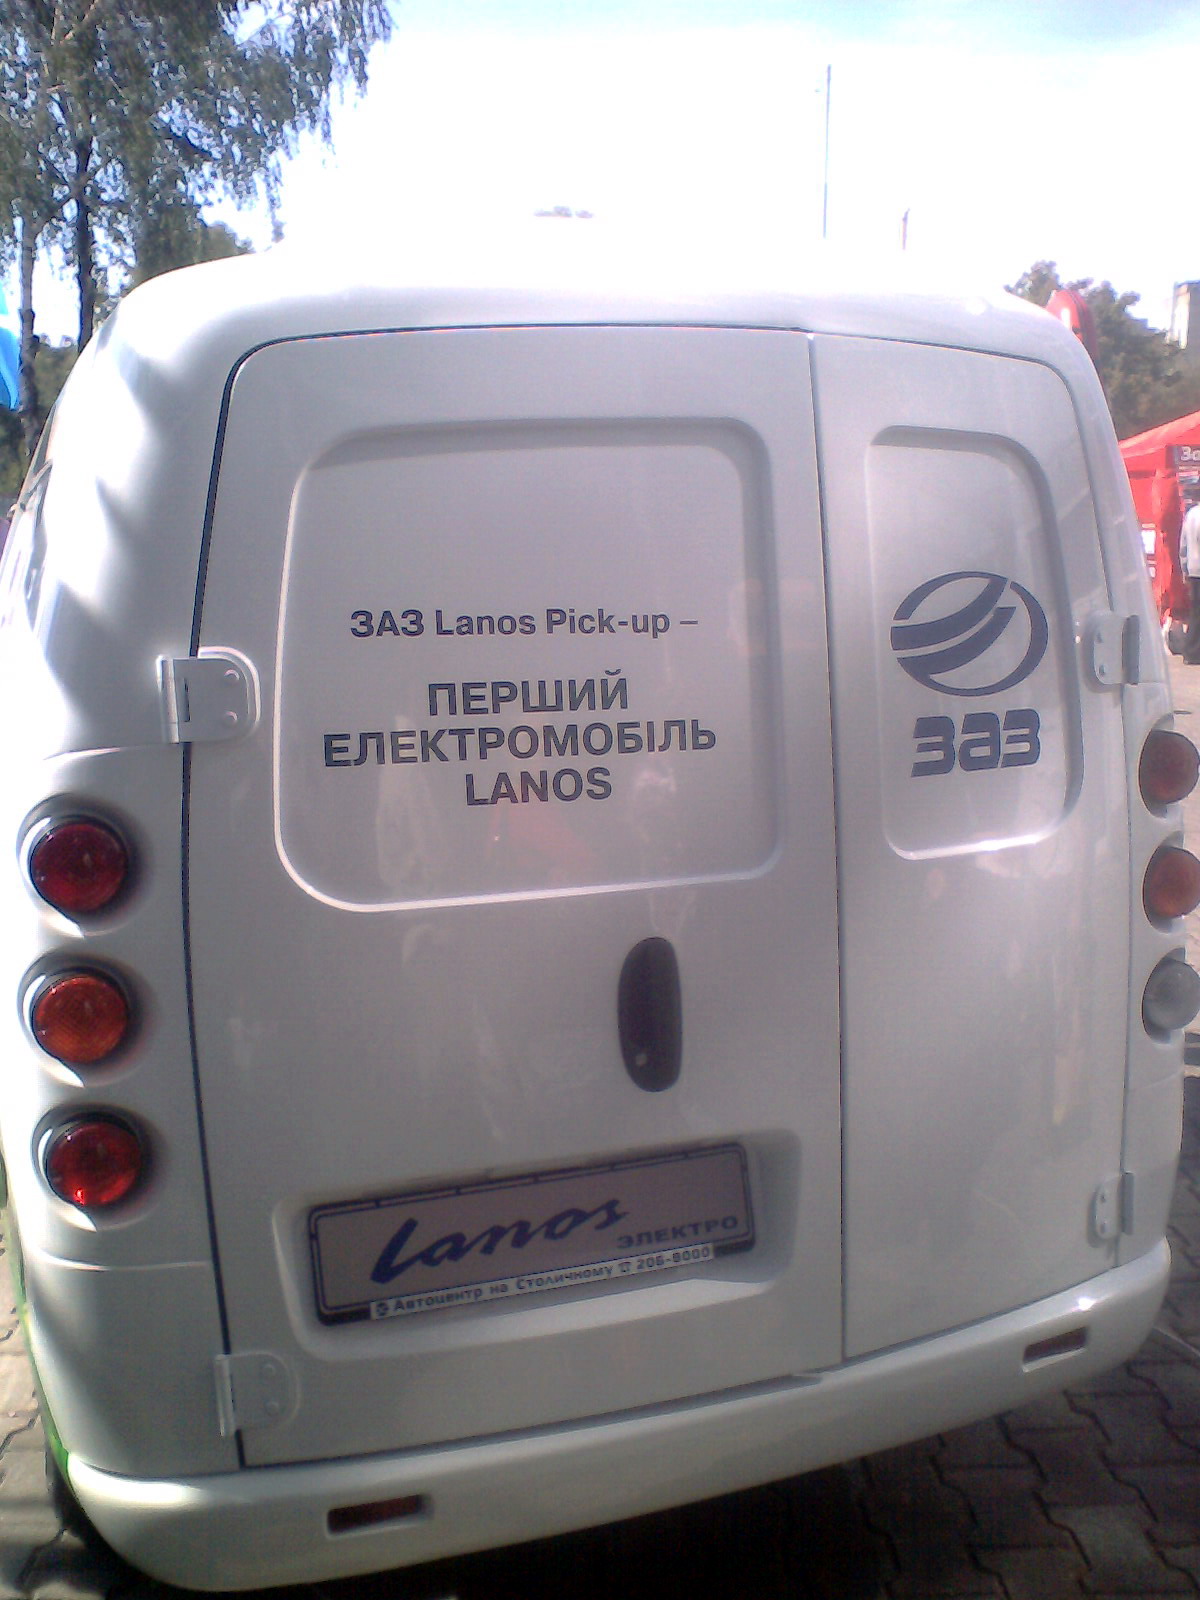 ЗАЗ Lanos Pick-up –
ПЕРШИЙ
ЕЛЕКТРОМОБІЛЬ
LANOS
ЗАЗ
Lanos
ЭЛЕКТРО
Автоцентр на Столичному ☎ 206-8000